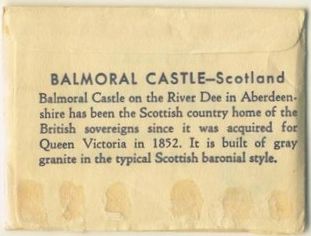 BALMORAL CASTLE—Scotland
Balmoral Castle on the River Dee in Aberdeen-
shire has been the Scottish country home of the
British sovereigns since it was acquired for
Queen Victoria in 1852. It is built of gray
granite in the typical Scottish baronial style.